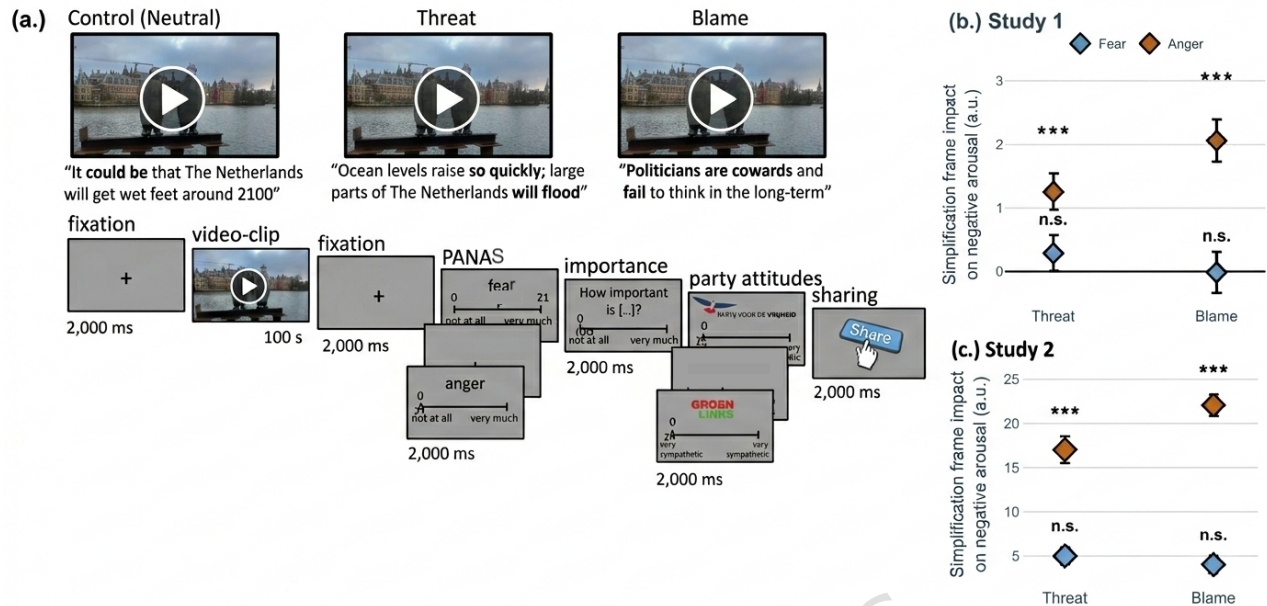 (a.)
Control (Neutral)
Threat
Blame
“It could be that The Netherlands
will get wet feet around 2100”
“Ocean levels raise so quickly; large
parts of The Netherlands will flood”
“Politicians are cowards and
fail to think in the long-term”
fixation
+
2,000 ms
video-clip
100 s
fixation
+
2,000 ms
PANAS
fear
0 21
not at all very much
anger
0
not at all very much
2,000 ms
importance
How important
is [...]?
0
not at all very much
2,000 ms
party attitudes
VOOR DE VRIJHEID
0
GROEN
LINKS
0
very vary
rympathetic sympathetic
2,000 ms
sharing
Share
2,000 ms
(b.) Study 1
Fear Anger
Simplification frame impact
on negative arousal (a.u.)
3
2
1
0
***
n.s.
***
n.s.
Threat Blame
(c.) Study 2
Simplification frame impact
on negative arousal (a.u.)
25
20
15
10
5
***
n.s.
***
n.s.
Threat Blame